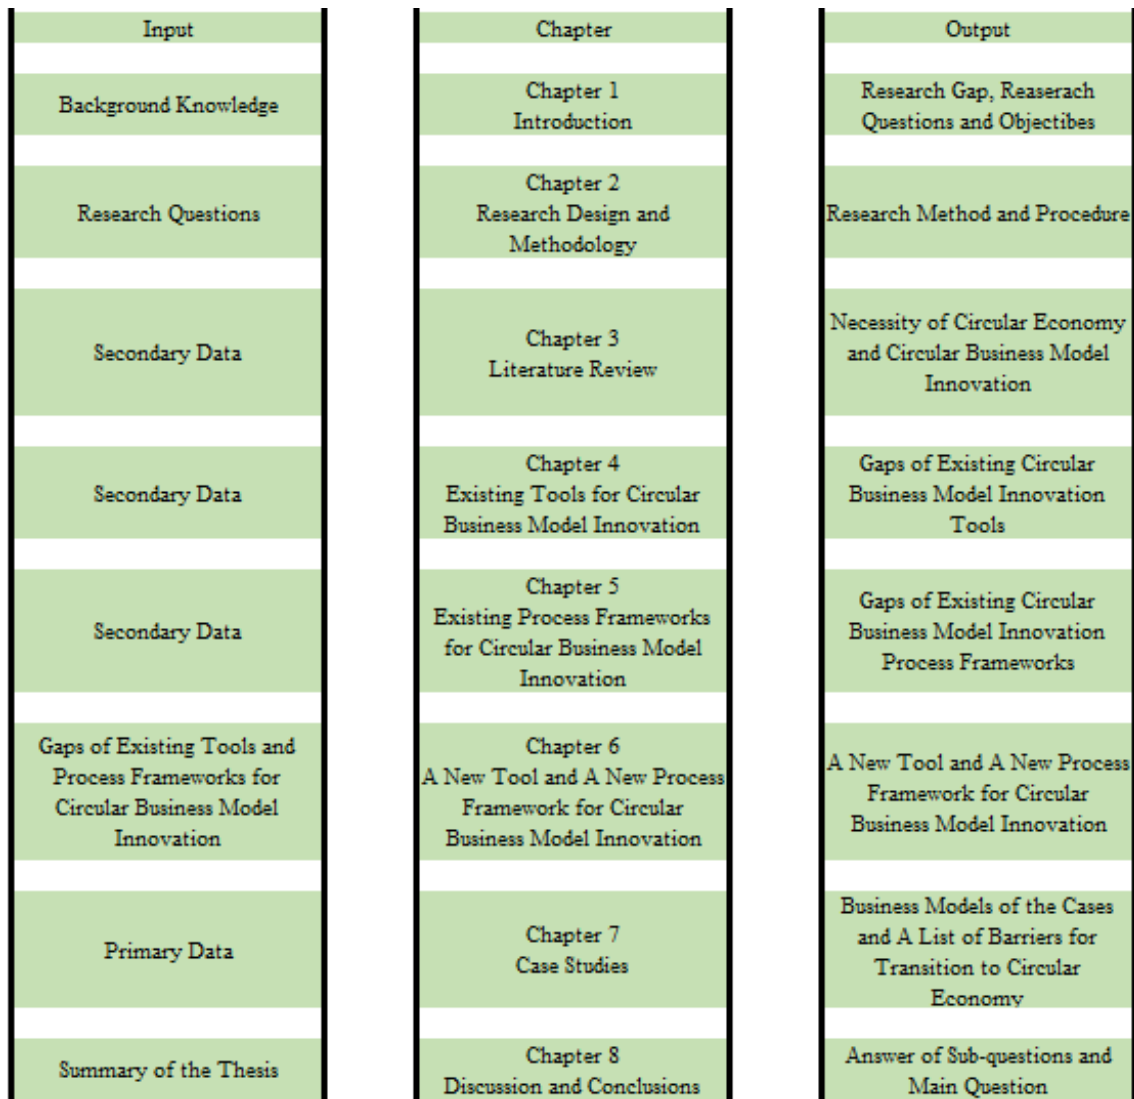 Input
Chapter
Output
Background Knowledge
Chapter 1
Introduction
Research Gap, Reaserach
Questions and Objectibes
Research Questions
Chapter 2
Research Design and
Methodology
Research Method and Procedure
Secondary Data
Chapter 3
Literature Review
Necessity of Circular Economy
and Circular Business Model
Innovation
Secondary Data
Chapter 4
Existing Tools for Circular
Business Model Innovation
Gaps of Existing Circular
Business Model Innovation
Tools
Secondary Data
Chapter 5
Existing Process Frameworks
for Circular Business Model
Innovation
Gaps of Existing Circular
Business Model Innovation
Process Frameworks
Gaps of Existing Tools and
Process Frameworks for
Circular Business Model
Innovation
Chapter 6
A New Tool and A New Process
Framework for Circular
Business Model Innovation
A New Tool and A New Process
Framework for Circular
Business Model Innovation
Primary Data
Chapter 7
Case Studies
Business Models of the Cases
and A List of Barriers for
Transition to Circular
Economy
Summary of the Thesis
Chapter 8
Discussion and Conclusions
Answer of Sub-questions and
Main Question